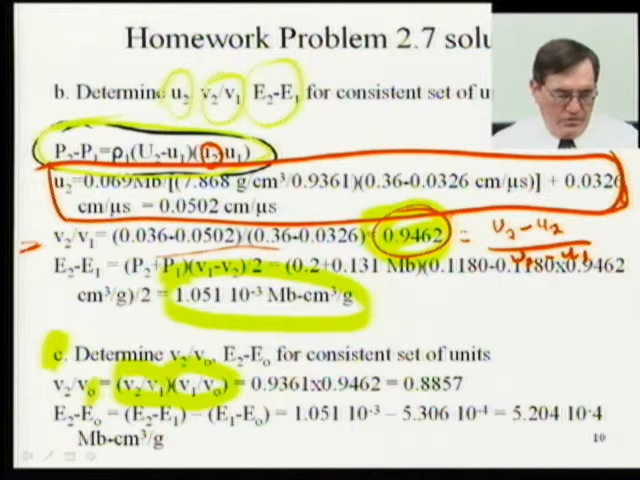 Homework Problem 2.7 solu
b. Determine u₂ v₂/v₁ E₂-E₁ for consistent set of u
P₂-P₁=ρ₁(U₂-u₁)(u₂-u₁)
u₂=0.069Mb/[(7.868 g/cm³/0.9361)(0.36-0.0326 cm/μs)] + 0.0326
cm/μs = 0.0502 cm/μs
v₂/v₁ = (0.036-0.0502)/(0.36-0.0326)= 0.9462 = U₂-u₂
E₂-E₁ = (P₂+P₁)(v₁-v₂)/2 = (0.2+0.131 Mb)(0.1180-0.1180x0.9462
cm³/g)/2 = 1.051 10⁻³ Mb-cm³/g
c. Determine v₂/vₒ, E₂-Eₒ for consistent set of units
v₂/vₒ= (v₂/v₁)(v₁/vₒ) = 0.9361x0.9462 = 0.8857
E₂-Eₒ = (E₂-E₁) – (E₁-Eₒ) = 1.051 10⁻³ – 5.306 10⁻⁴ = 5.204 10-4
Mb-cm³/g
10